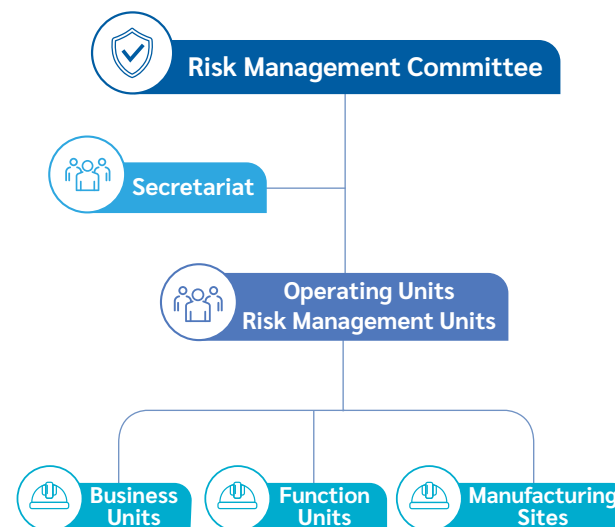 Risk Management Committee
Secretariat
Operating Units
Risk Management Units
Business
Units
Function
Units
Manufacturing
Sites